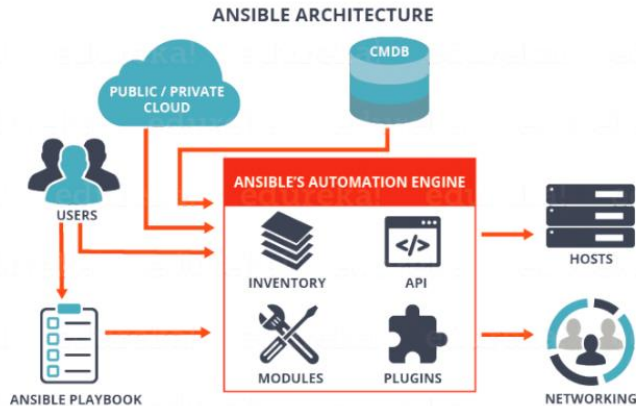 ANSIBLE ARCHITECTURE
CMDB
PUBLIC / PRIVATE
CLOUD
ANSIBLE'S AUTOMATION ENGINE
USERS
INVENTORY
API
HOSTS
MODULES
PLUGINS
ANSIBLE PLAYBOOK
NETWORKING